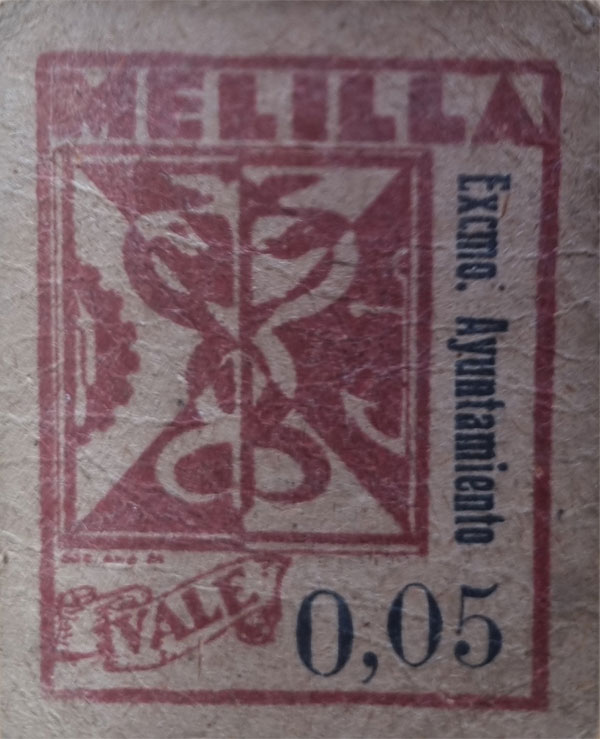 MELILLA
Excmo. Ayuntamiento
VALE
0,05